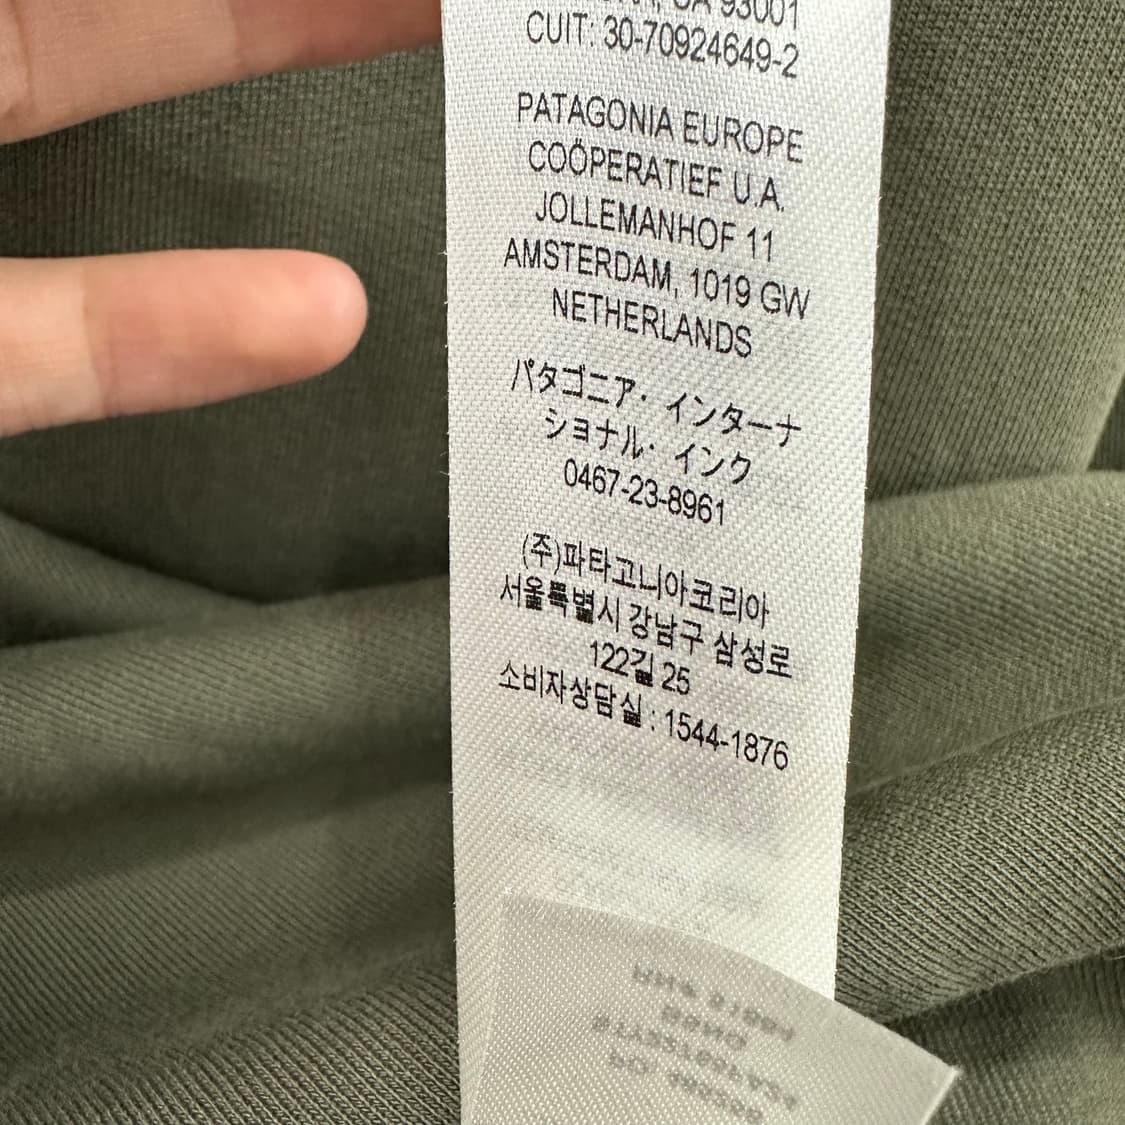 CA 93001
CUIT: 30-70924649-2
PATAGONIA EUROPE
COÖPERATIEF U.A.
JOLLEMANHOF 11
AMSTERDAM, 1019 GW
NETHERLANDS
パタゴニア・インターナ
ショナル・インク
0467-23-8961
(주)파타고니아코리아
서울특별시 강남구 삼성로
122길 25
소비자상담실 : 1544-1876